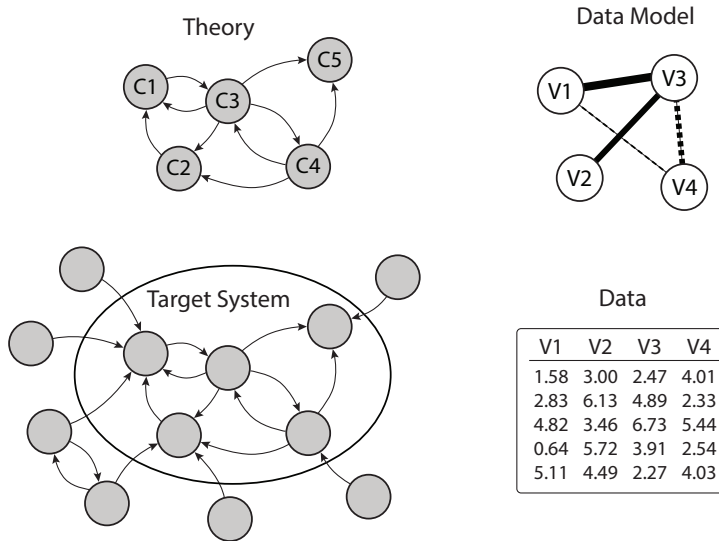 Theory
C1
C3
C5
C2
C4
Data Model
V1
V3
V2
V4
Target System
Data
V1 V2 V3 V4
1.58 3.00 2.47 4.01
2.83 6.13 4.89 2.33
4.82 3.46 6.73 5.44
0.64 5.72 3.91 2.54
5.11 4.49 2.27 4.03